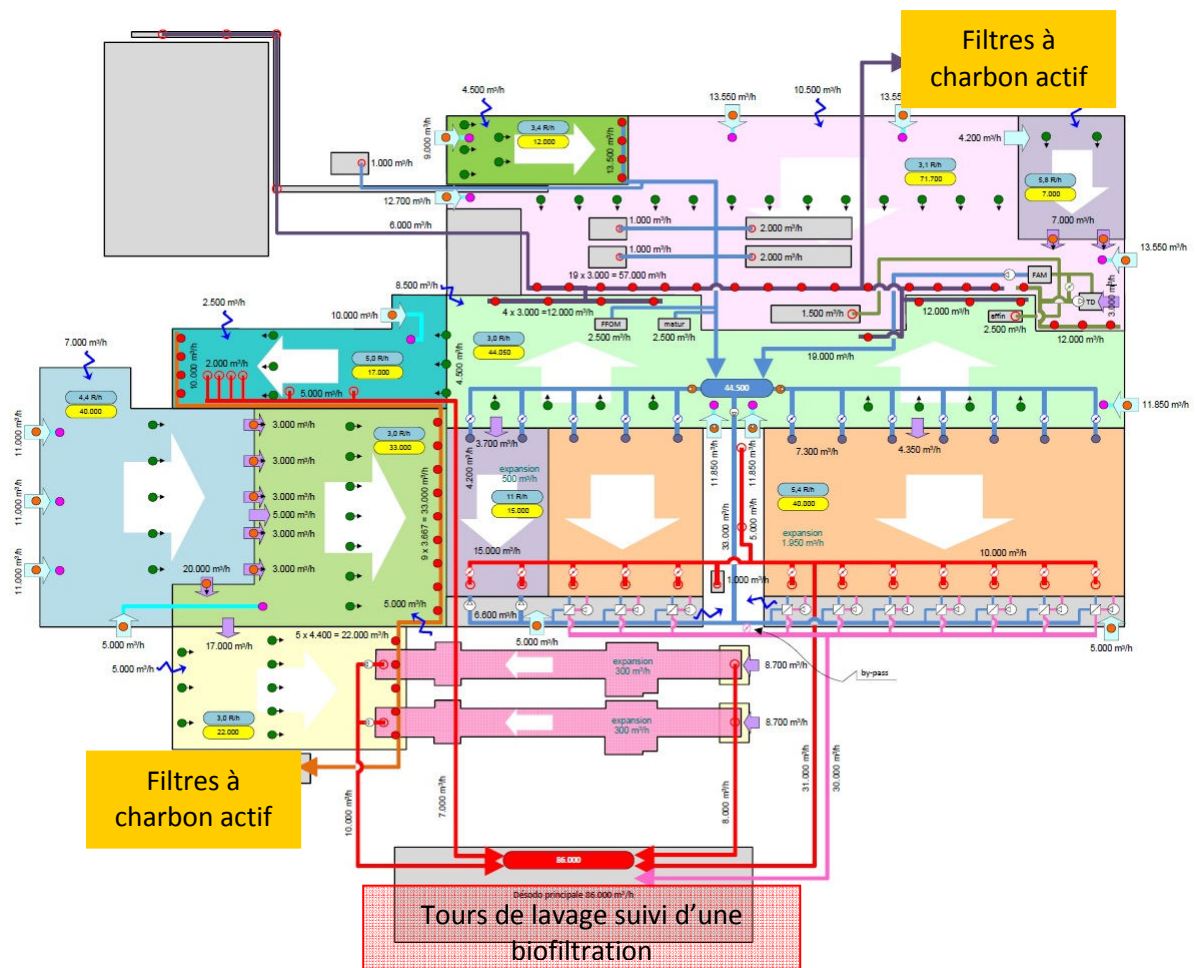 Filtres à
charbon actif
4.500 m³/h
13.550 m³/h
10.500 m³/h
9.000 m³/h
3,4 R/h
12.000
13.500 m³/h
4.200 m³/h
3,1 R/h
71.700
5,8 R/h
7.000
1.000 m³/h
12.700 m³/h
6.000 m³/h
7.000 m³/h
1.000 m³/h
2.000 m³/h
1.000 m³/h
2.000 m³/h
13.550 m³/h
19 x 3.000 = 57.000 m³/h
FAM
TD
3.000 m³/h
8.500 m³/h
2.500 m³/h
10.000 m³/h
4 x 3.000 =12.000 m³/h
FFOM
2.500 m³/h
matur
2.500 m³/h
1.500 m³/h
12.000 m³/h
affin
2.500 m³/h
12.000 m³/h
7.000 m³/h
10.000 m³/h
2.000 m³/h
5,0 R/h
17.000
4.500 m³/h
3,0 R/h
44.050
19.000 m³/h
44.500
5.000 m³/h
4,4 R/h
40.000
11.850 m³/h
11.000 m³/h
3.000 m³/h
3,0 R/h
33.000
3.700 m³/h
4.200 m³/h
expansion
500 m³/h
11 R/h
15.000
11.850 m³/h
11.850 m³/h
7.300 m³/h
4.350 m³/h
3.000 m³/h
11.000 m³/h
3.000 m³/h
5.000 m³/h
3.000 m³/h
9 x 3.667 = 33.000 m³/h
5,4 R/h
40.000
expansion
1.950 m³/h
33.000 m³/h
5.000 m³/h
11.000 m³/h
3.000 m³/h
20.000 m³/h
15.000 m³/h
10.000 m³/h
1.000 m³/h
5.000 m³/h
5.000 m³/h
6.600 m³/h
5.000 m³/h
5.000 m³/h
17.000 m³/h
5 x 4.400 = 22.000 m³/h
5.000 m³/h
expansion
300 m³/h
8.700 m³/h
by-pass
3,0 R/h
22.000
expansion
300 m³/h
8.700 m³/h
Filtres à
charbon actif
10.000 m³/h
7.000 m³/h
8.000 m³/h
31.000 m³/h
30.000 m³/h
86.000
Désodo principale 86.000 m³/h
Tours de lavage suivi d'une
biofiltration